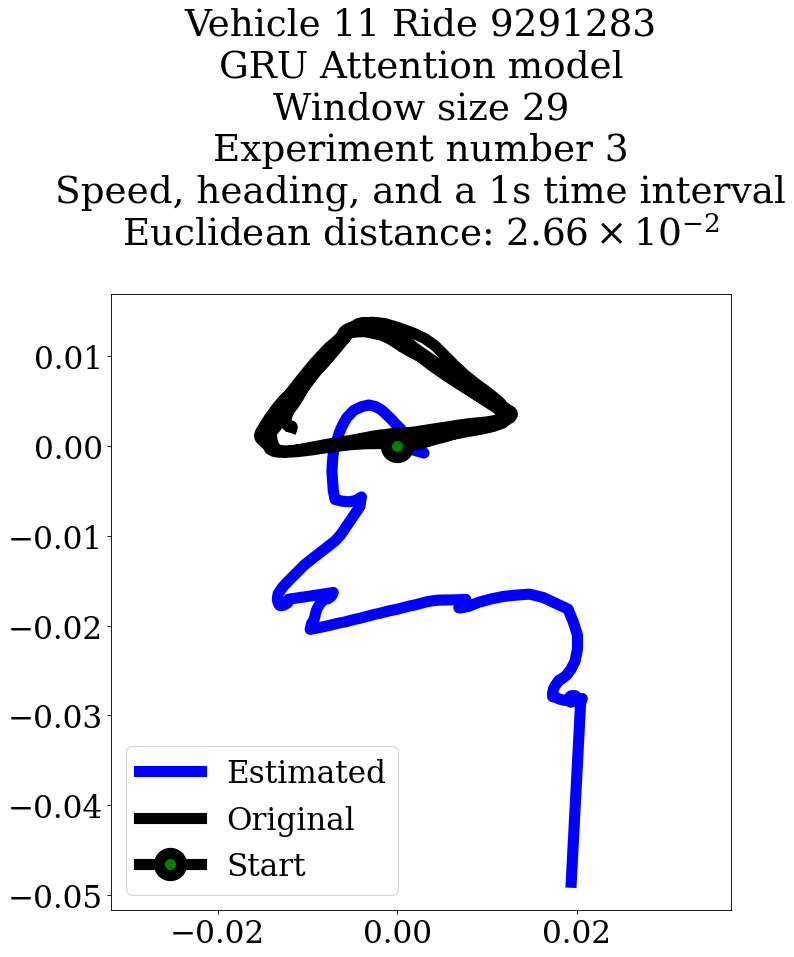 Vehicle 11 Ride 9291283
GRU Attention model
Window size 29
Experiment number 3
Speed, heading, and a 1s time interval
Euclidean distance: 2.66 × 10⁻²
0.01
0.00
−0.01
−0.02
−0.03
−0.04
−0.05
Estimated
Original
Start
−0.02 0.00 0.02